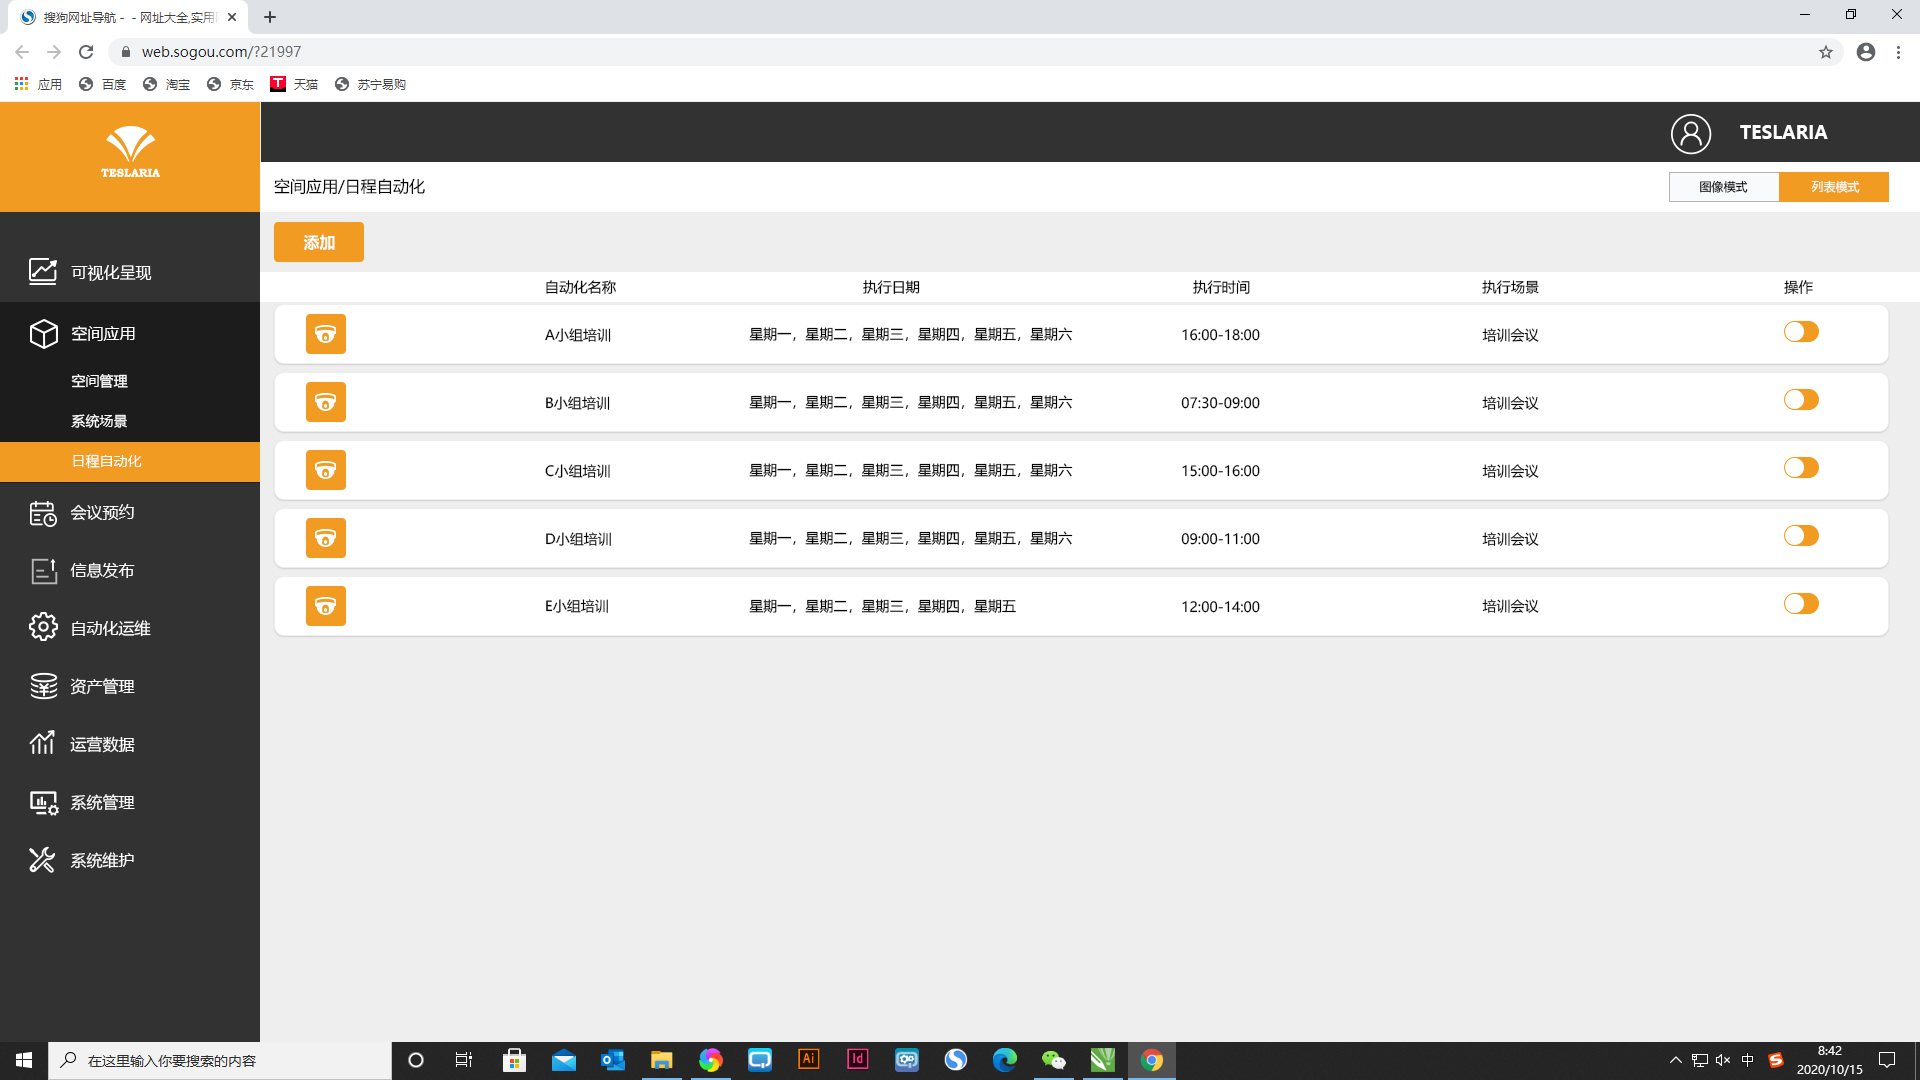 搜狗网址导航 - - 网址大全,实用
web.sogou.com/?21997
应用 百度 淘宝 京东 天猫 苏宁易购
TESLARIA
TESLARIA
空间应用/日程自动化
图像模式 列表模式
添加
可视化呈现
空间应用
空间管理
系统场景
日程自动化
会议预约
信息发布
自动化运维
资产管理
运营数据
系统管理
系统维护
自动化名称 执行日期 执行时间 执行场景 操作
A小组培训 星期一，星期二，星期三，星期四，星期五，星期六 16:00-18:00 培训会议
B小组培训 星期一，星期二，星期三，星期四，星期五，星期六 07:30-09:00 培训会议
C小组培训 星期一，星期二，星期三，星期四，星期五，星期六 15:00-16:00 培训会议
D小组培训 星期一，星期二，星期三，星期四，星期五，星期六 09:00-11:00 培训会议
E小组培训 星期一，星期二，星期三，星期四，星期五 12:00-14:00 培训会议
在这里输入你要搜索的内容
Ai
Id
中
8:42
2020/10/15